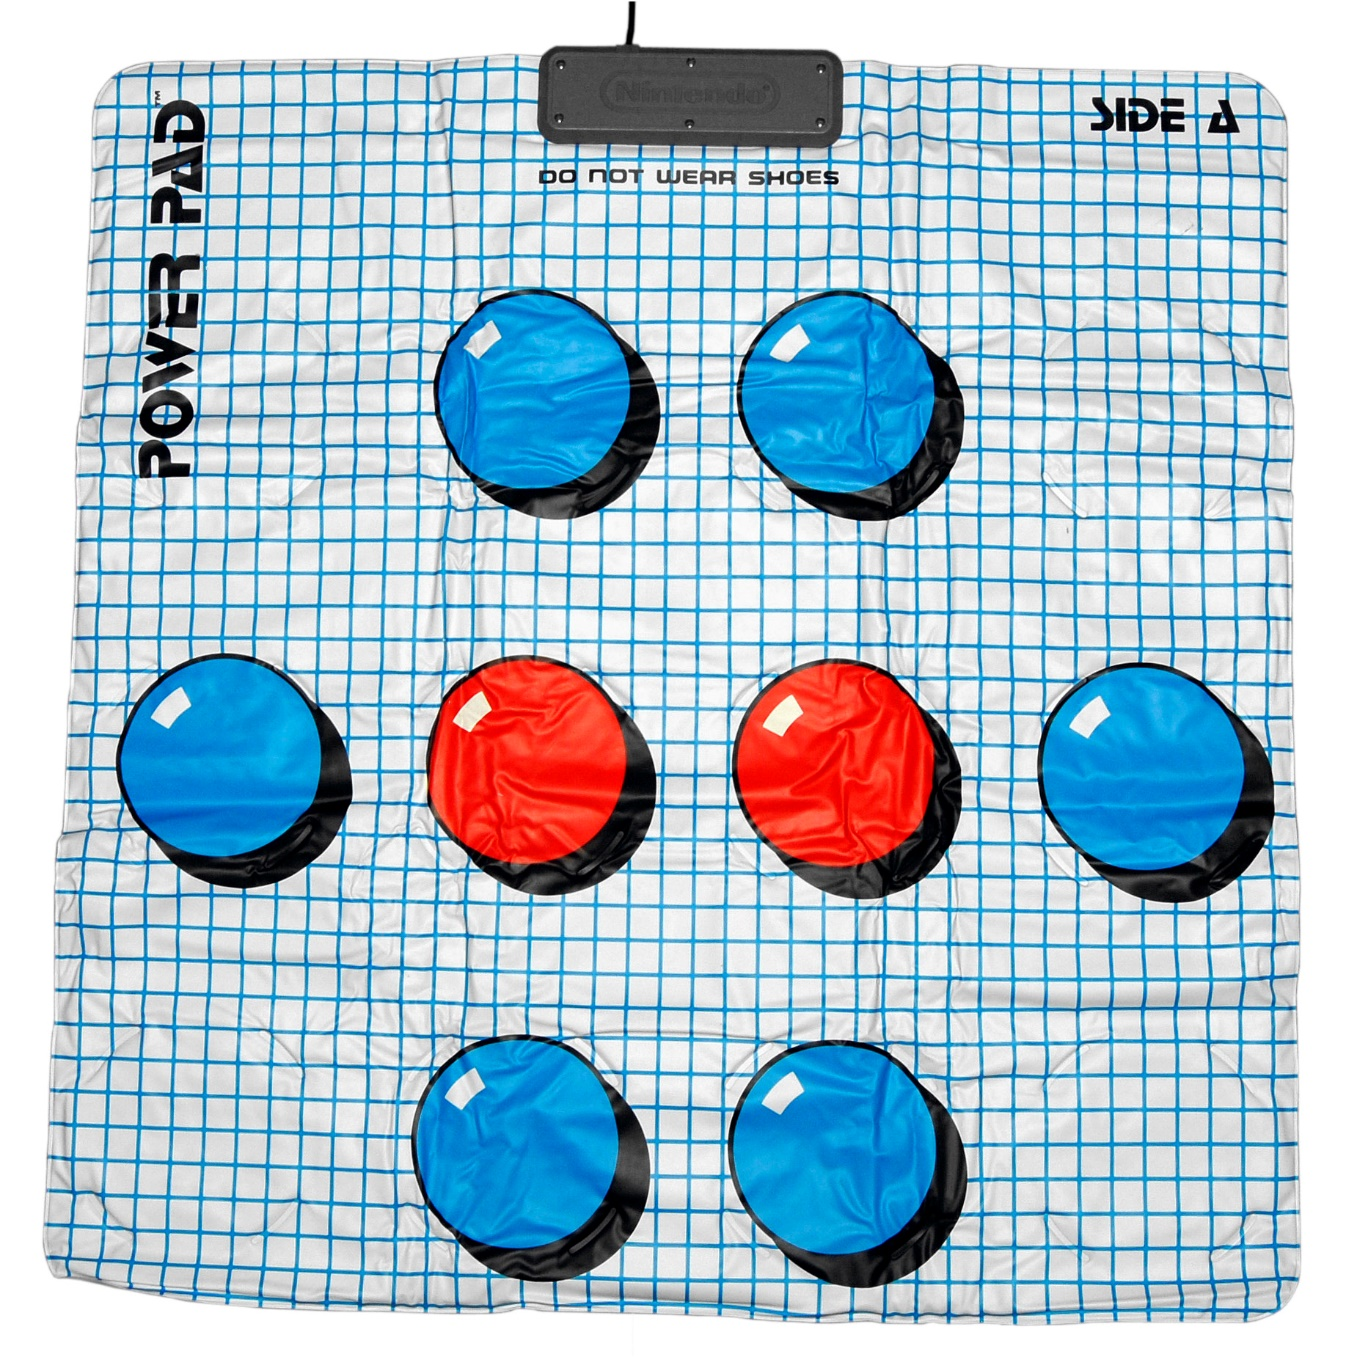 Nintendo®
SIDE A
DO NOT WEAR SHOES
POWER PAD™